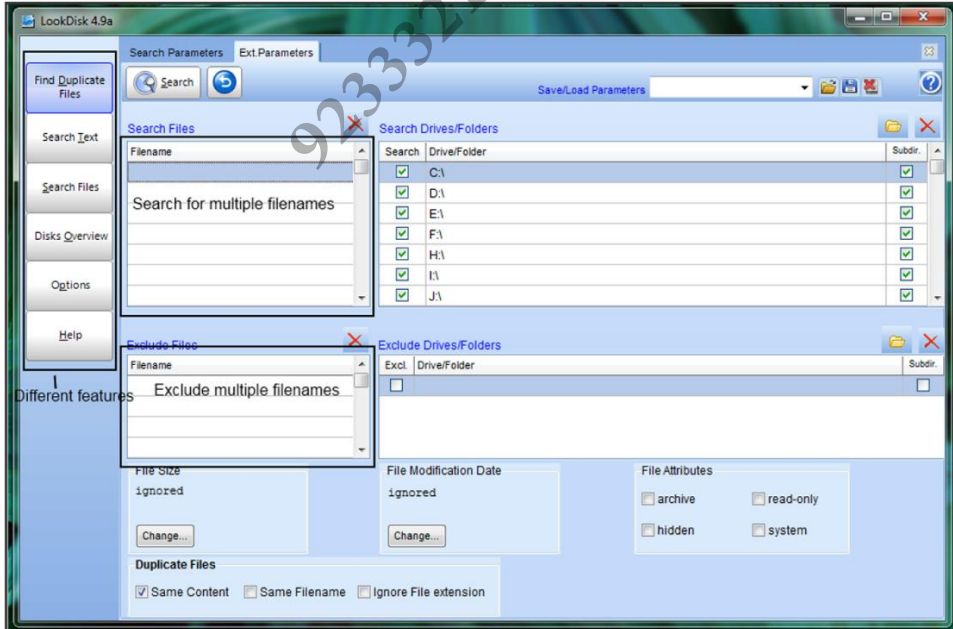 LookDisk 4.9a
Search Parameters Ext.Parameters
Find Duplicate Files
Search
Save/Load Parameters
Search Text
Search Files
Disks Overview
Options
Help
Different features
Search Files
Filename
Search for multiple filenames
Search Drives/Folders
Search Drive/Folder Subdir.
C:\
D:\
E:\
F:\
H:\
I:\
J:\
Exclude Files
Filename
Exclude multiple filenames
Exclude Drives/Folders
Excl. Drive/Folder Subdir.
File Size
ignored
Change...
File Modification Date
ignored
Change...
File Attributes
archive read-only
hidden system
Duplicate Files
Same Content Same Filename Ignore File extension